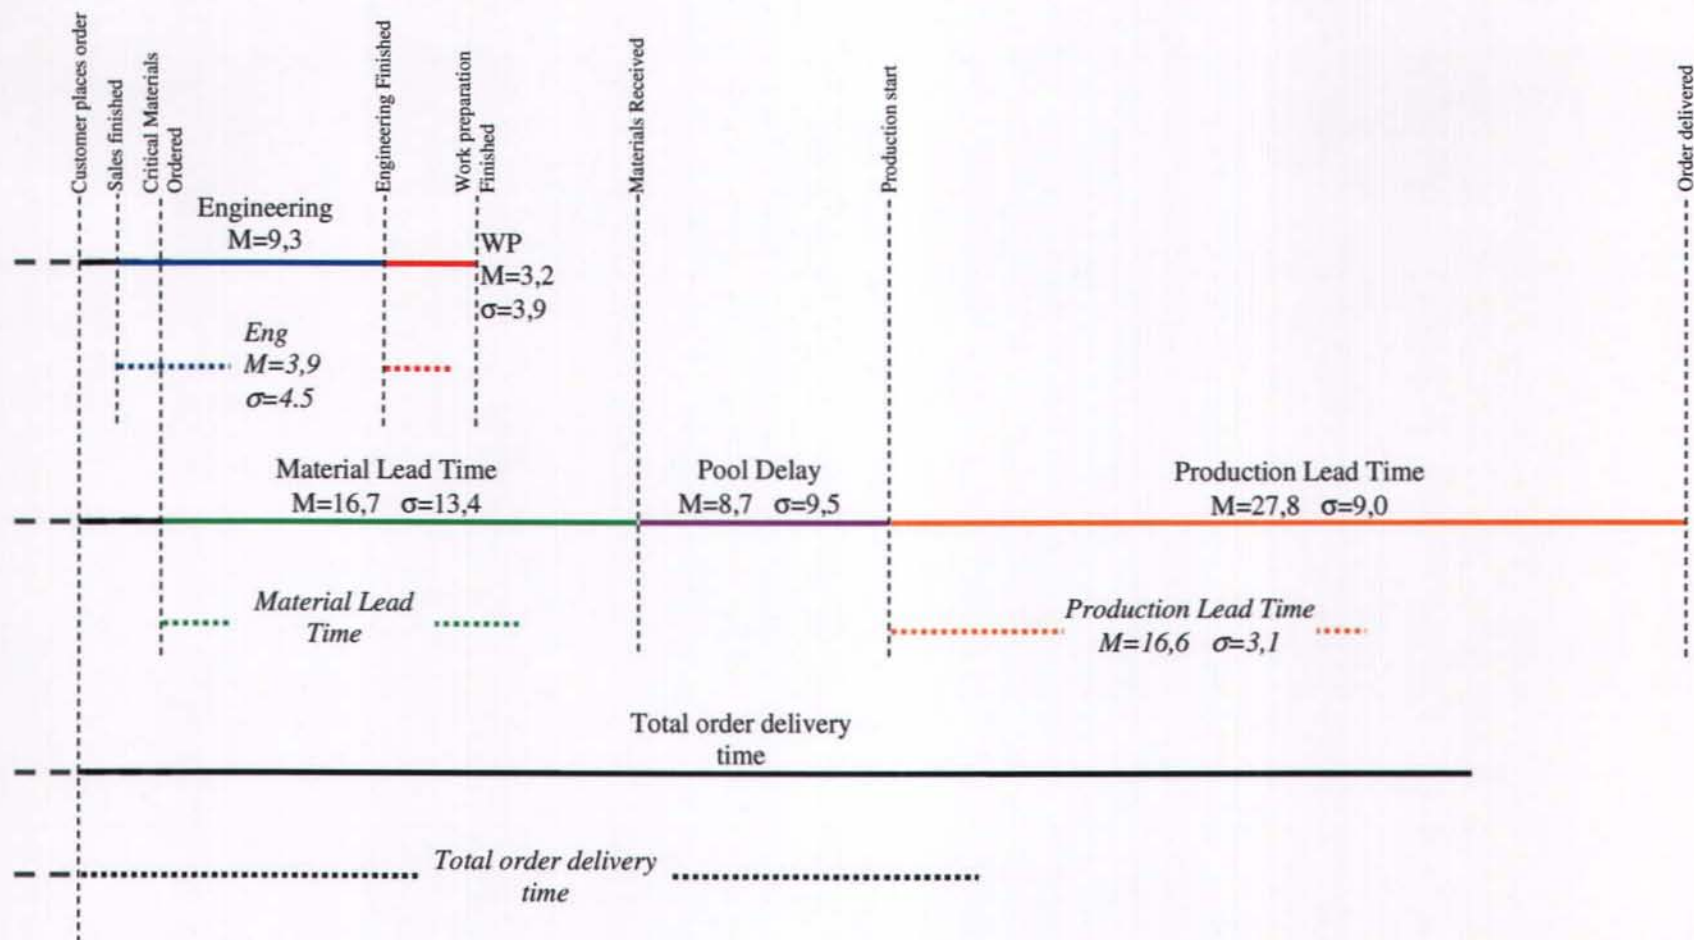 Customer places order
Sales finished
Critical Materials
Ordered
Engineering Finished
Work preparation
Finished
Materials Received
Production start
Order delivered
Engineering
M=9,3
WP
M=3,2
σ=3,9
Eng
M=3,9
σ=4.5
Material Lead Time
M=16,7 σ=13,4
Pool Delay
M=8,7 σ=9,5
Production Lead Time
M=27,8 σ=9,0
Material Lead
Time
Production Lead Time
M=16,6 σ=3,1
Total order delivery
time
Total order delivery
time